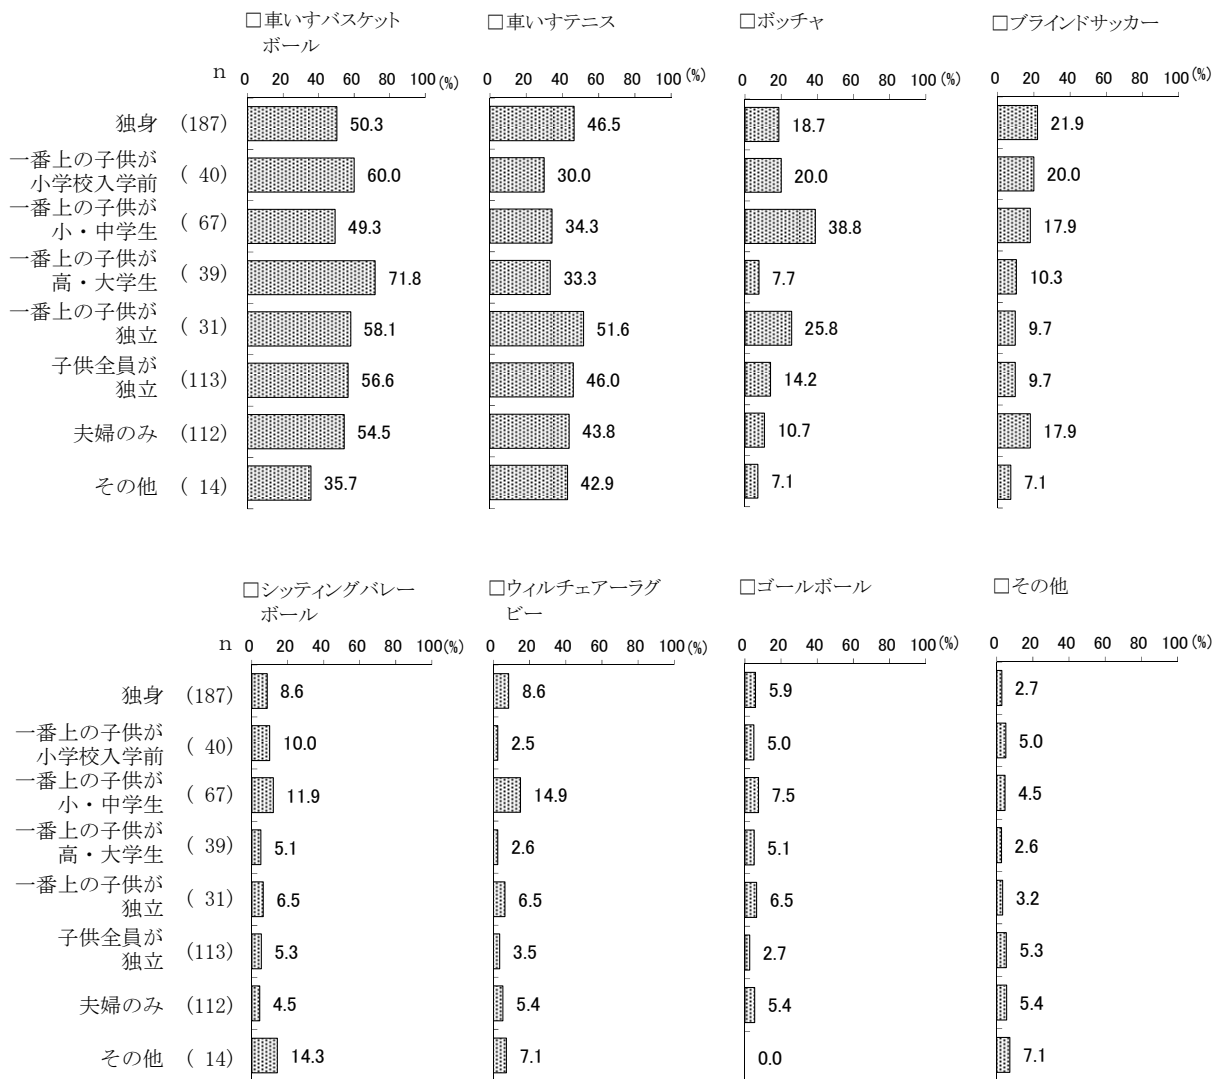 □車いすバスケット □車いすテニス □ボッチャ □ブラインドサッカー
ボール
n 0 20 40 60 80 100(%) 0 20 40 60 80 100(%) 0 20 40 60 80 100(%) 0 20 40 60 80 100(%)
独身 (187) 50.3 46.5 18.7 21.9
一番上の子供が
小学校入学前 ( 40) 60.0 30.0 20.0 20.0
一番上の子供が
小・中学生 ( 67) 49.3 34.3 38.8 17.9
一番上の子供が
高・大学生 ( 39) 71.8 33.3 7.7 10.3
一番上の子供が
独立 ( 31) 58.1 51.6 25.8 9.7
子供全員が
独立 (113) 56.6 46.0 14.2 9.7
夫婦のみ (112) 54.5 43.8 10.7 17.9
その他 ( 14) 35.7 42.9 7.1 7.1
□シッティングバレー □ウィルチェアーラグ □ゴールボール □その他
ボール ビー
n 0 20 40 60 80 100(%) 0 20 40 60 80 100(%) 0 20 40 60 80 100(%) 0 20 40 60 80 100(%)
独身 (187) 8.6 8.6 5.9 2.7
一番上の子供が
小学校入学前 ( 40) 10.0 2.5 5.0 5.0
一番上の子供が
小・中学生 ( 67) 11.9 14.9 7.5 4.5
一番上の子供が
高・大学生 ( 39) 5.1 2.6 5.1 2.6
一番上の子供が
独立 ( 31) 6.5 6.5 6.5 3.2
子供全員が
独立 (113) 5.3 3.5 2.7 5.3
夫婦のみ (112) 4.5 5.4 5.4 5.4
その他 ( 14) 14.3 7.1 0.0 7.1